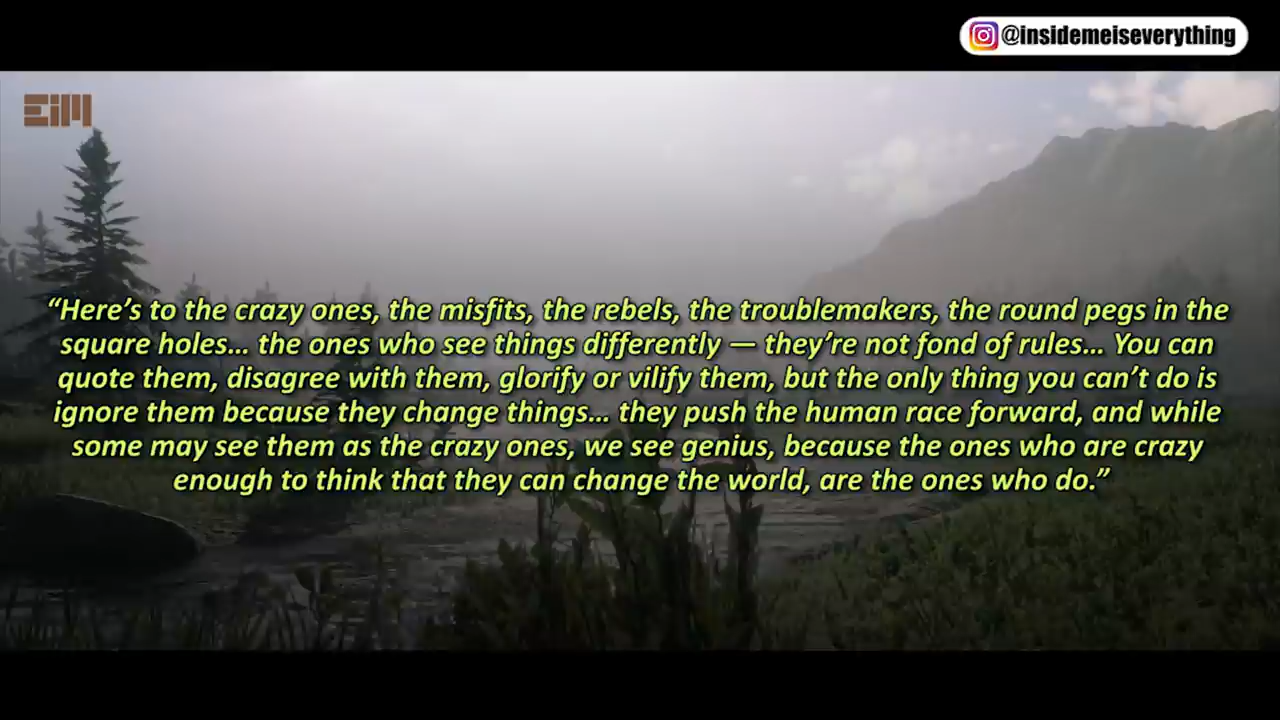 @insidemeiseverything
EiM
“Here’s to the crazy ones, the misfits, the rebels, the troublemakers, the round pegs in the
square holes... the ones who see things differently — they’re not fond of rules... You can
quote them, disagree with them, glorify or vilify them, but the only thing you can’t do is
ignore them because they change things... they push the human race forward, and while
some may see them as the crazy ones, we see genius, because the ones who are crazy
enough to think that they can change the world, are the ones who do.”